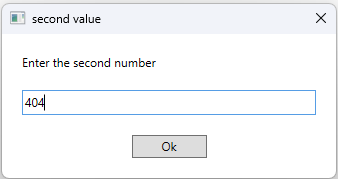 second value
Enter the second number
404
Ok